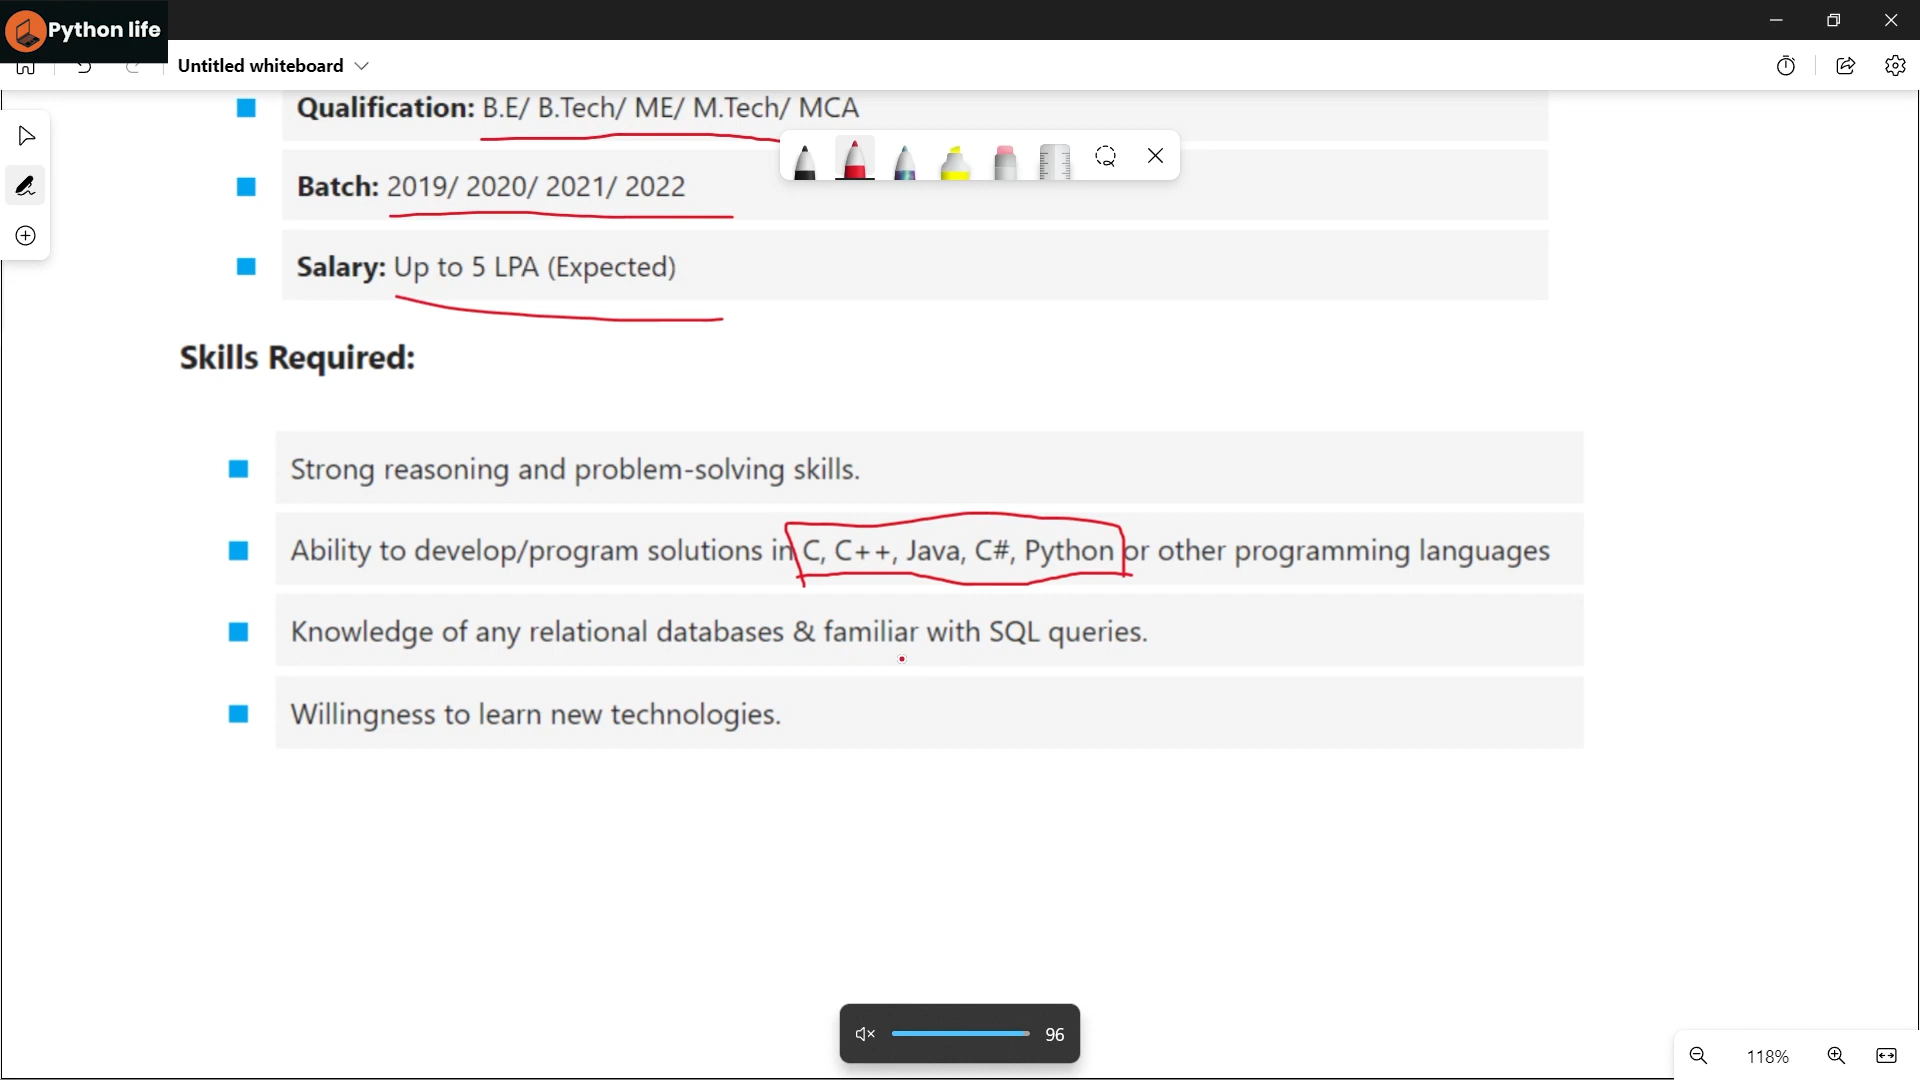 Python life
Untitled whiteboard
Qualification: B.E/ B.Tech/ ME/ M.Tech/ MCA
Batch: 2019/ 2020/ 2021/ 2022
Salary: Up to 5 LPA (Expected)
Skills Required:
Strong reasoning and problem-solving skills.
Ability to develop/program solutions in C, C++, Java, C#, Python or other programming languages
Knowledge of any relational databases & familiar with SQL queries.
Willingness to learn new technologies.
96
118%